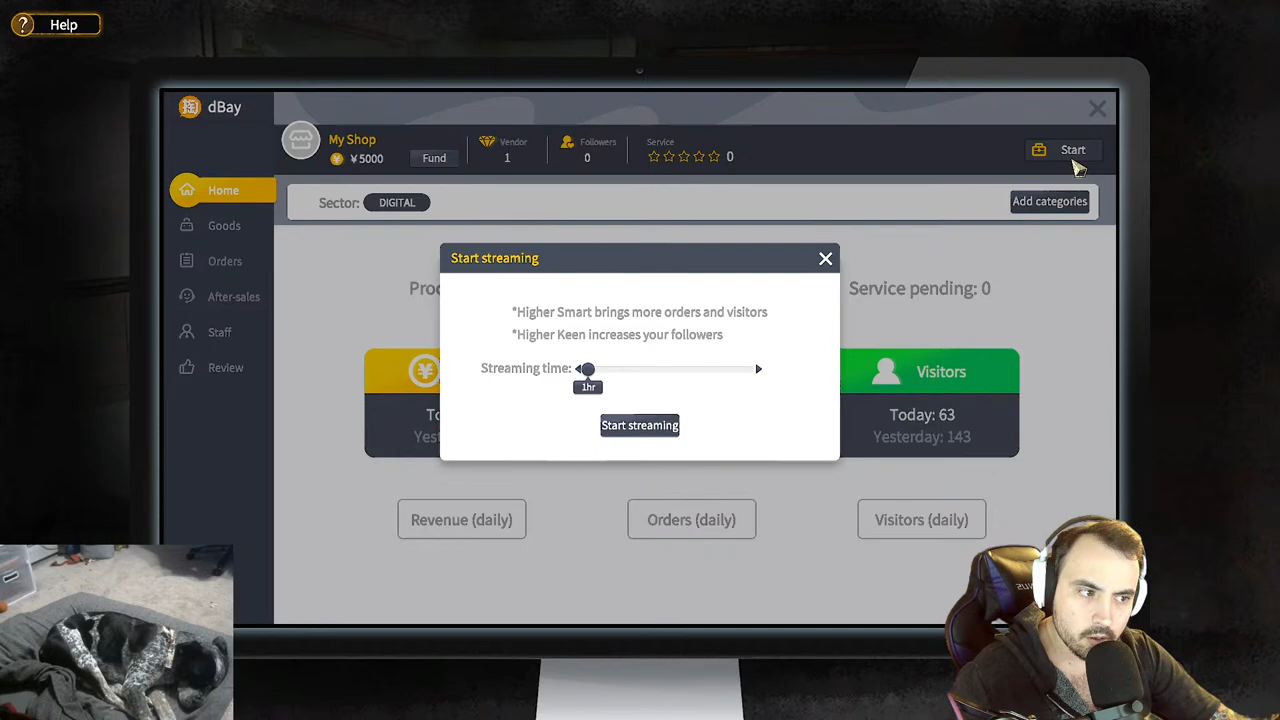 Help
dBay
My Shop
¥5000
Fund
Vendor
1
Followers
0
Service
0
Start
Home
Goods
Orders
After-sales
Staff
Review
Sector:
DIGITAL
Add categories
Start streaming
*Higher Smart brings more orders and visitors
*Higher Keen increases your followers
Streaming time:
1hr
Start streaming
Service pending: 0
¥
Visitors
Today: 63
Yesterday: 143
Revenue (daily)
Orders (daily)
Visitors (daily)